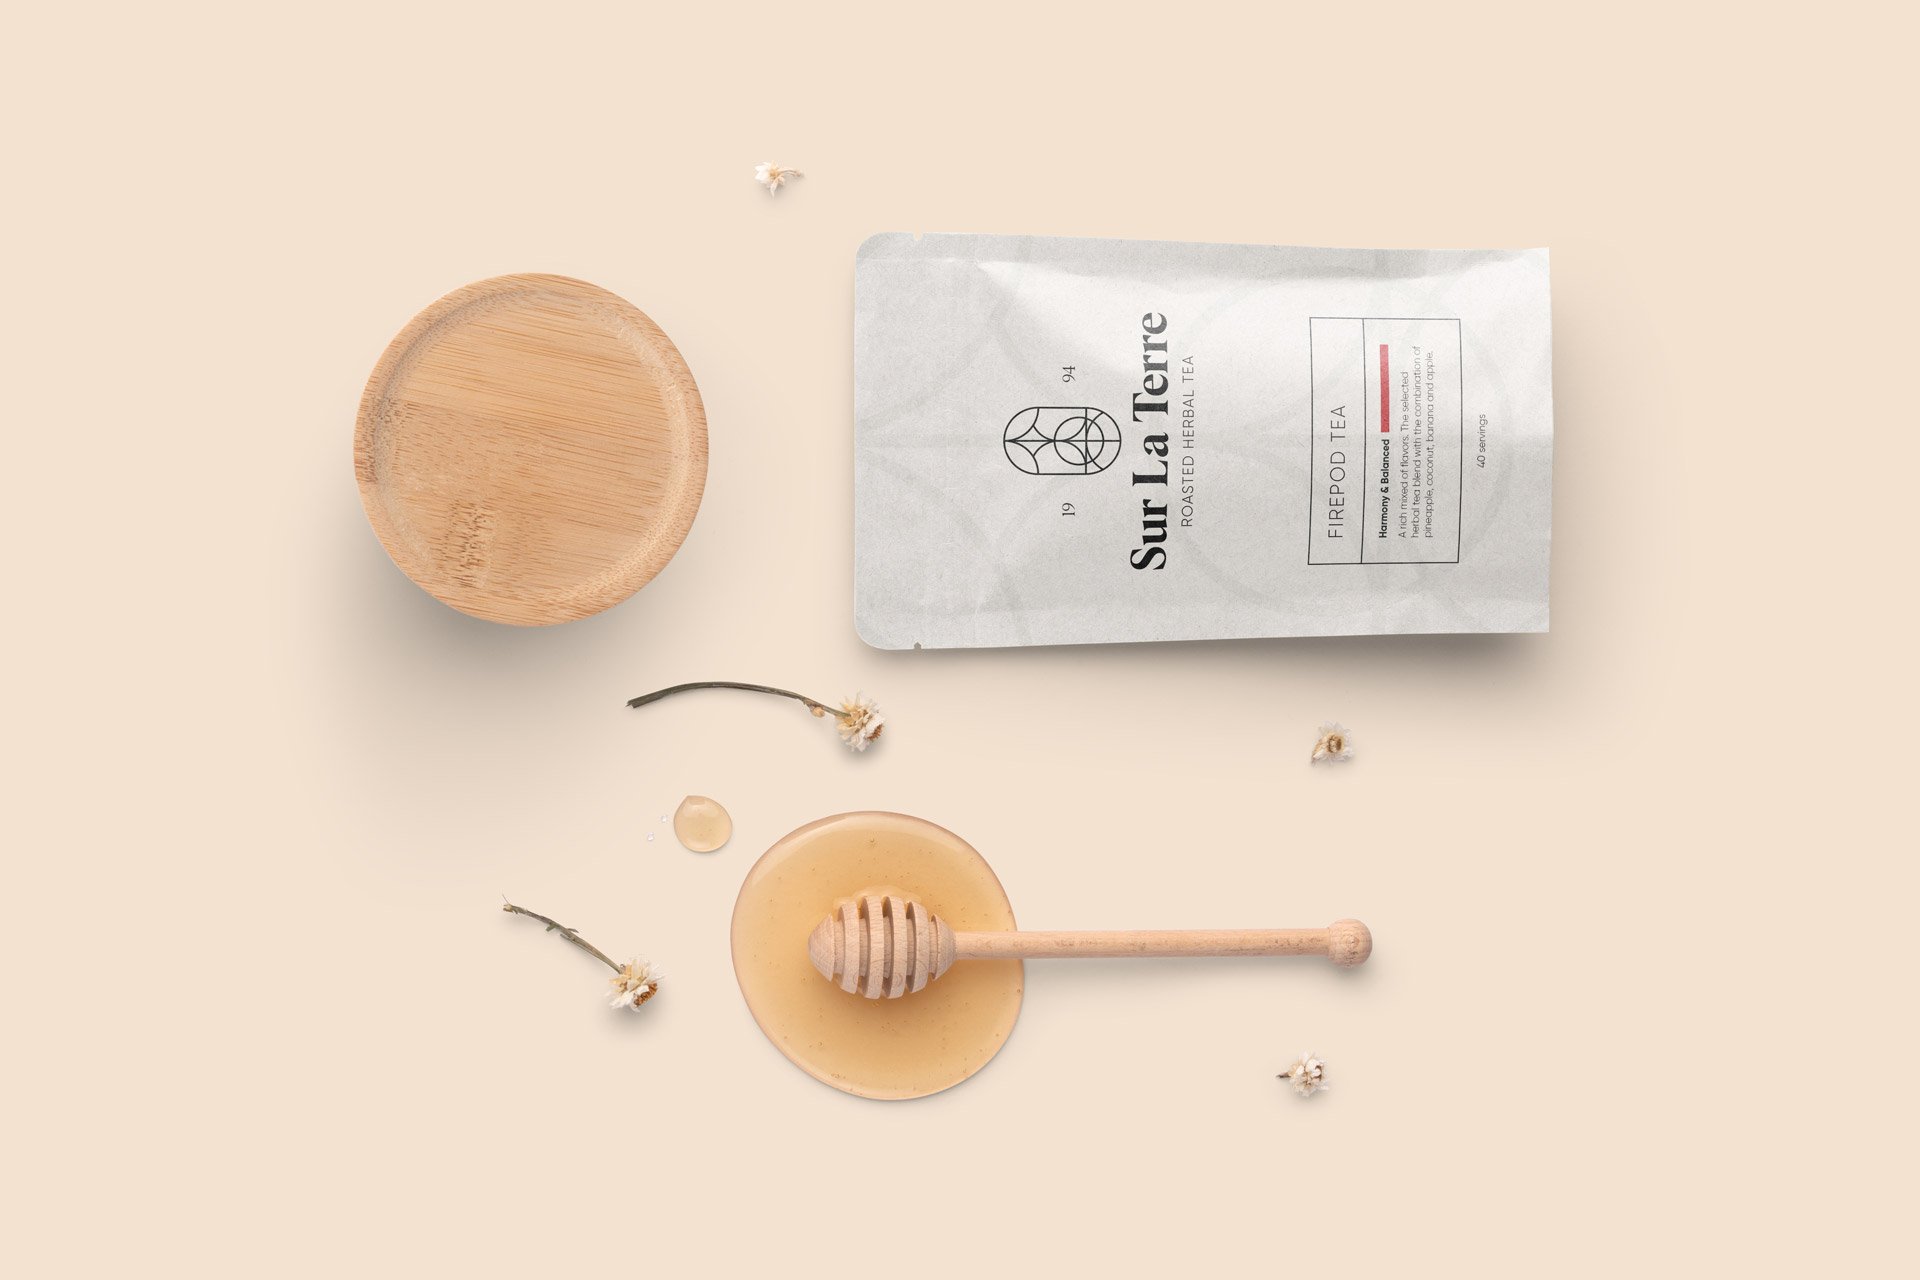 19 94
Sur La Terre
ROASTED HERBAL TEA
FIREPOD TEA
Harmony & Balanced
A rich mixed of flavors. The selected
herbal tea blend with the combination of
pineapple, coconut, banana and apple.
40 servings